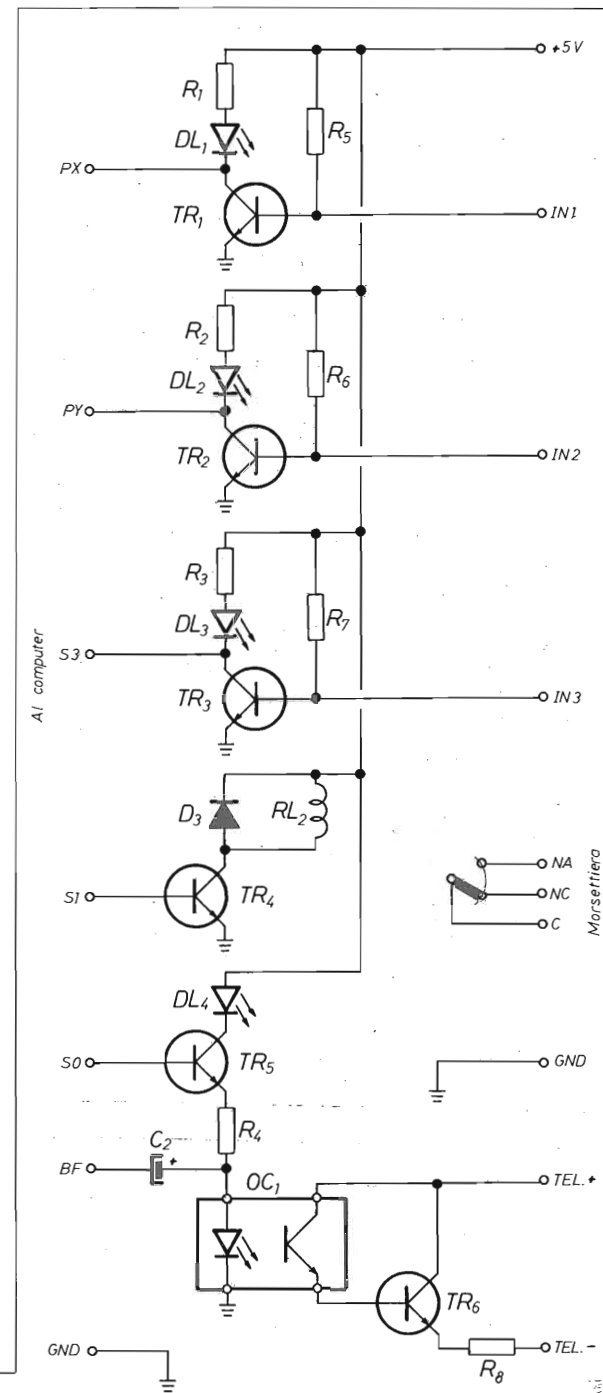 +5V
R1
DL1
R5
PX
TR1
IN1
R2
DL2
R6
PY
TR2
IN2
R3
DL3
R7
S3
TR3
IN3
Al computer
D3
RL2
NA
NC
C
Morsettiera
S1
TR4
DL4
S0
TR5
GND
R4
C2
+
BF
OC1
TEL.+
TR6
GND
R8
TEL.-